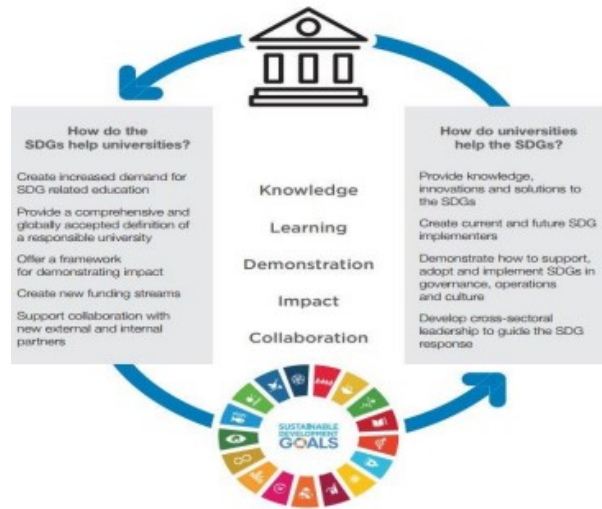 How do the
SDGs help universities?
Create increased demand for
SDG related education
Provide a comprehensive and
globally accepted definition of
a responsible university
Offer a framework
for demonstrating impact
Create new funding streams
Support collaboration with
new external and internal
partners
Knowledge
Learning
Demonstration
Impact
Collaboration
How do universities
help the SDGs?
Provide knowledge,
innovations and solutions to
the SDGs
Create current and future SDG
implementers
Demonstrate how to support,
adopt and implement SDGs in
governance, operations
and culture
Develop cross-sectoral
leadership to guide the SDG
response
SUSTAINABLE
DEVELOPMENT
GOALS